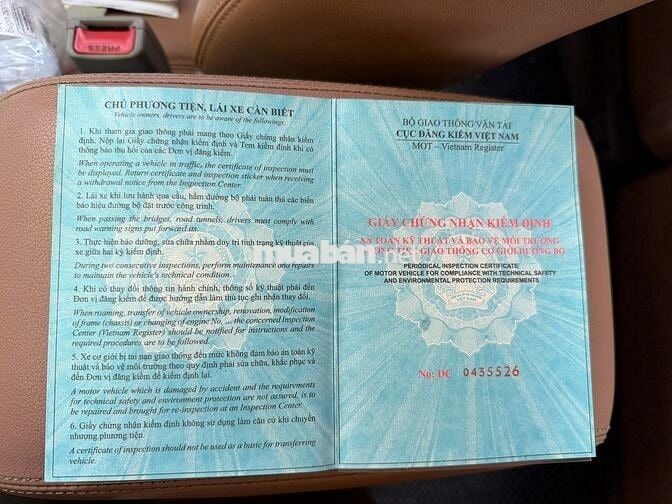 PRESS
CHỦ PHƯƠNG TIỆN, LÁI XE CẦN BIẾT
Vehicle owners, drivers are to be aware of the followings:
1. Khi tham gia giao thông phải mang theo Giấy chứng nhận kiểm
định. Nộp lại Giấy chứng nhận kiểm định và Tem kiểm định khi có
thông báo thu hồi của các Đơn vị đăng kiểm.
When operating a vehicle in traffic, the certificate of inspection must
be displayed. Return certificate and inspection sticker when receiving
a withdrawal notice from the Inspection Center.
2. Lái xe khi lưu hành qua cầu, hầm đường bộ phải tuân thủ các biển
báo hiệu đường bộ đặt trước công trình.
When passing the bridges, road tunnels, drivers must comply with
road warning signs put forward its.
3. Thực hiện bảo dưỡng, sửa chữa nhằm duy trì tình trạng kỹ thuật của
xe giữa hai kỳ kiểm định.
During two consecutive inspections, perform maintenance and repairs
to maintain the vehicle's technical condition.
4. Khi có thay đổi thông tin hành chính, thông số kỹ thuật phải đến
Đơn vị đăng kiểm để được hướng dẫn làm thủ tục ghi nhận thay đổi.
When roaming, transfer of vehicle ownership, renovation, modification
of frame (chassis) or changing of engine No. ... the concerned Inspection
Center (Vietnam Register) should be notified for instructions and the
required procedures are to be followed.
5. Xe cơ giới bị tai nạn giao thông đến mức không đảm bảo an toàn kỹ
thuật và bảo vệ môi trường theo quy định phải sửa chữa, khắc phục và
đến Đơn vị đăng kiểm để kiểm định lại.
A motor vehicle which is damaged by accident and the requirements
for technical safety and environment protection are not assured, is to
be repaired and brought for re-inspection at an Inspection Center.
6. Giấy chứng nhận kiểm định không sử dụng làm căn cứ khi chuyển
nhượng phương tiện.
A certificate of inspection should not be used as a basis for transferring
vehicle.
BỘ GIAO THÔNG VẬN TẢI
CỤC ĐĂNG KIỂM VIỆT NAM
MOT – Vietnam Register
GIẤY CHỨNG NHẬN KIỂM ĐỊNH
AN TOÀN KỸ THUẬT VÀ BẢO VỆ MÔI TRƯỜNG
GIAO THÔNG CƠ GIỚI ĐƯỜNG BỘ
PERIODICAL INSPECTION CERTIFICATE
OF MOTOR VEHICLE FOR COMPLIANCE WITH TECHNICAL SAFETY
AND ENVIRONMENTAL PROTECTION REQUIREMENTS
No: DC 0435526